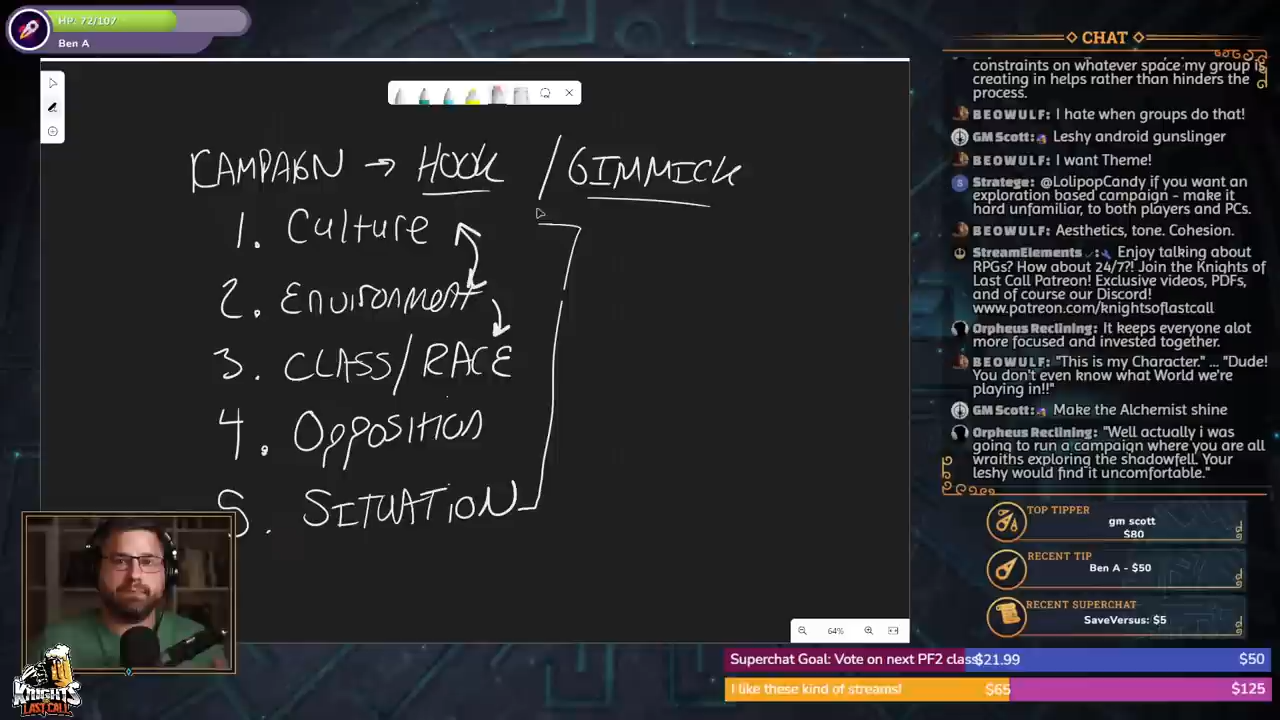 HP: 72/107
Ben A
CAMPAIGN → HOOK / GIMMICK
1. Culture
2. Environment
3. CLASS/RACE
4. Opposition
5. SITUATION
64%
CHAT
constraints on whatever space my group is
creating in helps rather than hinders the
process.
BEOWULF: I hate when groups do that!
GM Scott: Leshy android gunslinger
BEOWULF: I want Theme!
Stratege: @LolipopCandy if you want an
exploration based campaign - make it
hard unfamiliar, to both players and PCs.
BEOWULF: Aesthetics, tone. Cohesion.
StreamElements: Enjoy talking about
RPGs? How about 24/7?! Join the Knights of
Last Call Patreon! Exclusive videos, PDFs,
and of course our Discord!
www.patreon.com/knightsoflastcall
Orpheus Reclining: It keeps everyone alot
more focused and invested together.
BEOWULF: "This is my Character." ... "Dude!
You don't even know what World we're
playing in!!"
GM Scott: Make the Alchemist shine
Orpheus Reclining: "Well actually i was
going to run a campaign where you are all
wraiths exploring the shadowfell. Your
leshy would find it uncomfortable."
TOP TIPPER
gm scott
$80
RECENT TIP
Ben A - $50
RECENT SUPERCHAT
SaveVersus: $5
Superchat Goal: Vote on next PF2 class $21.99 $50
I like these kind of streams! $65 $125
KNIGHTS
LAST CALL